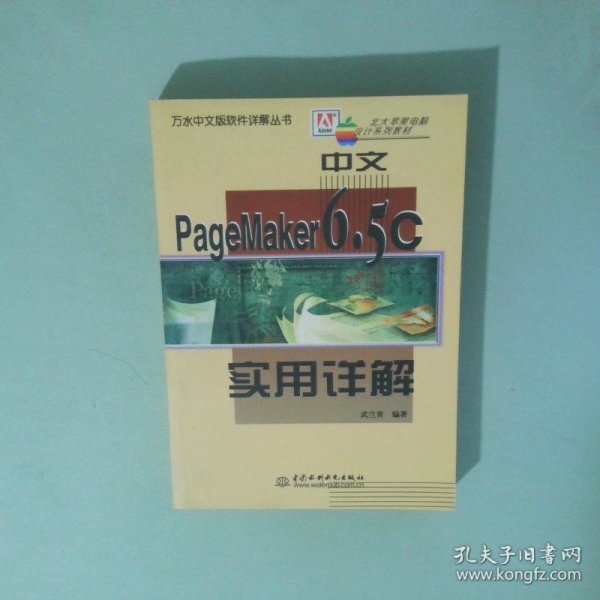 万水中文版软件详解丛书
Adobe
北大苹果电脑
设计系列教材
中文
PageMaker 6.5C
Page
实用详解
武兰青 编著
中国水利水电出版社
www.waterpub.com.cn
孔夫子旧书网
www.kongfz.com